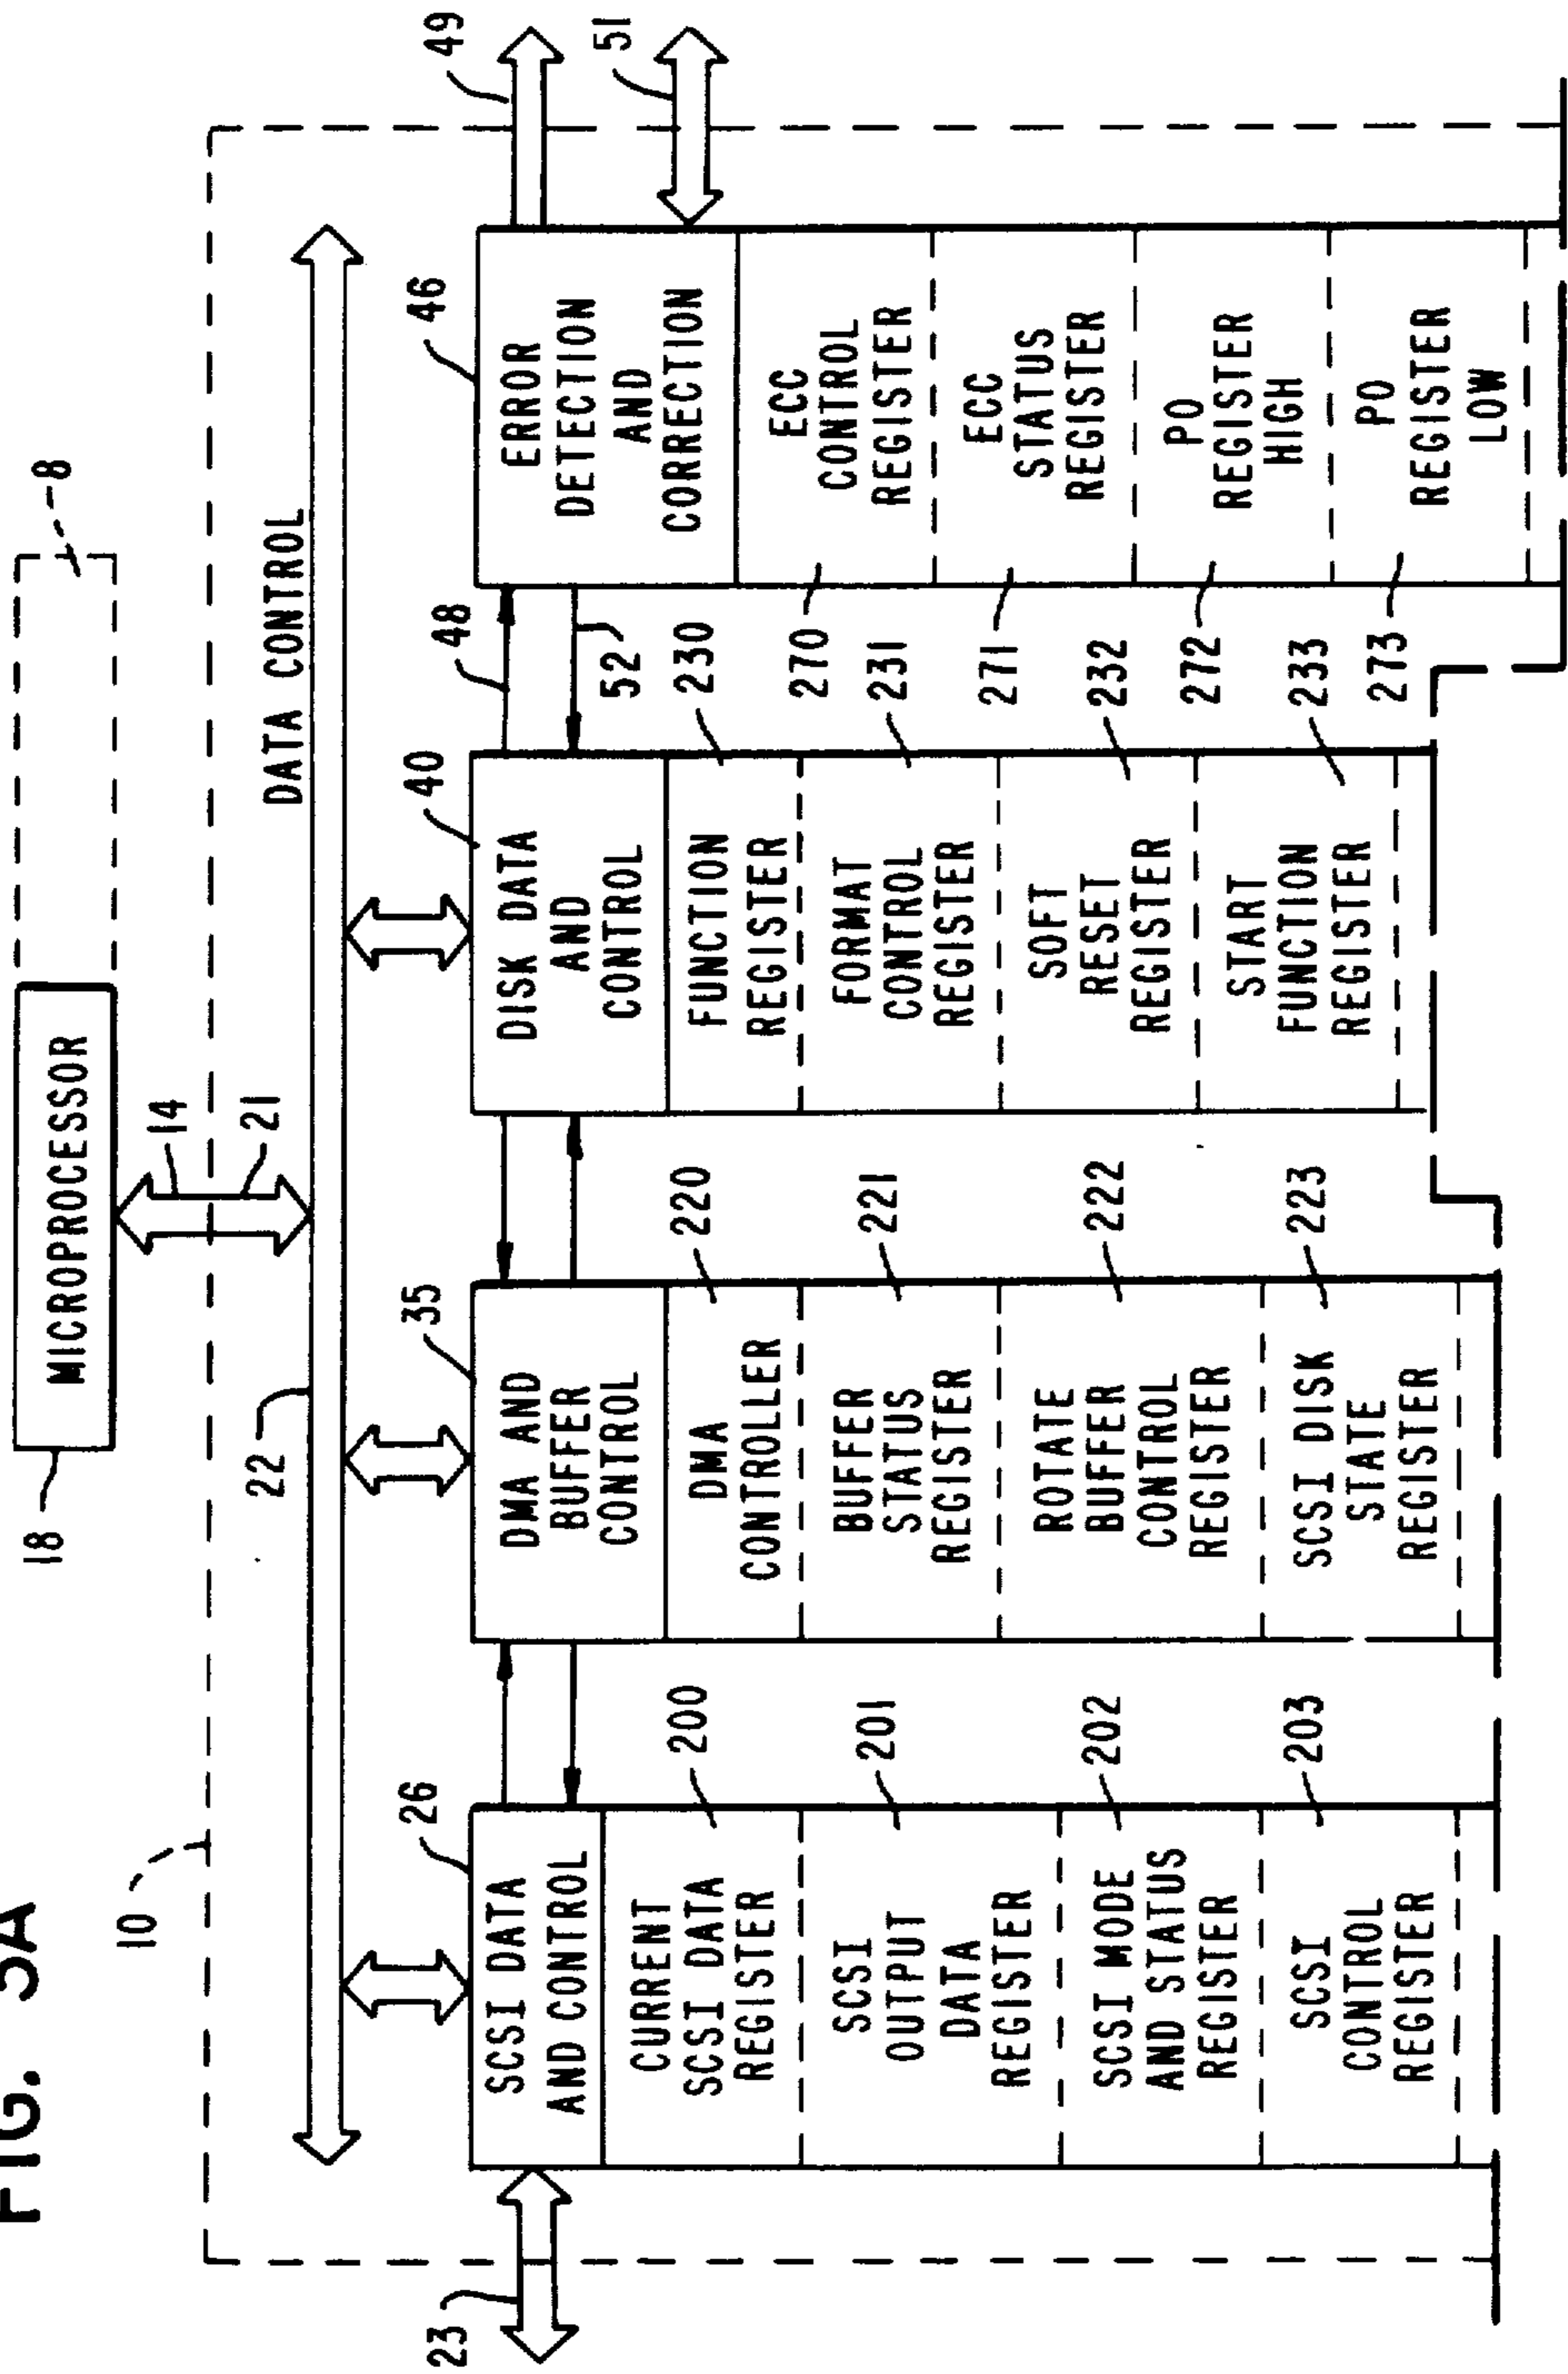 FIG.
18
MICROPROCESSOR
8
14
21
10
22
DATA CONTROL
23
26
35
40
46
49
51
48
52
SCSI DATA
AND CONTROL
CURRENT
SCSI DATA
REGISTER
200
SCSI
OUTPUT
DATA
REGISTER
201
SCSI MODE
AND STATUS
REGISTER
202
SCSI
CONTROL
REGISTER
203
DMA AND
BUFFER
CONTROL
DMA
CONTROLLER
220
BUFFER
STATUS
REGISTER
221
ROTATE
BUFFER
CONTROL
REGISTER
222
SCSI DISK
STATE
REGISTER
223
DISK DATA
AND
CONTROL
FUNCTION
REGISTER
230
FORMAT
CONTROL
REGISTER
231
SOFT
RESET
REGISTER
232
START
FUNCTION
REGISTER
233
ERROR
DETECTION
AND
CORRECTION
ECC
CONTROL
REGISTER
270
ECC
STATUS
REGISTER
271
PO
REGISTER
HIGH
272
PO
REGISTER
LOW
273